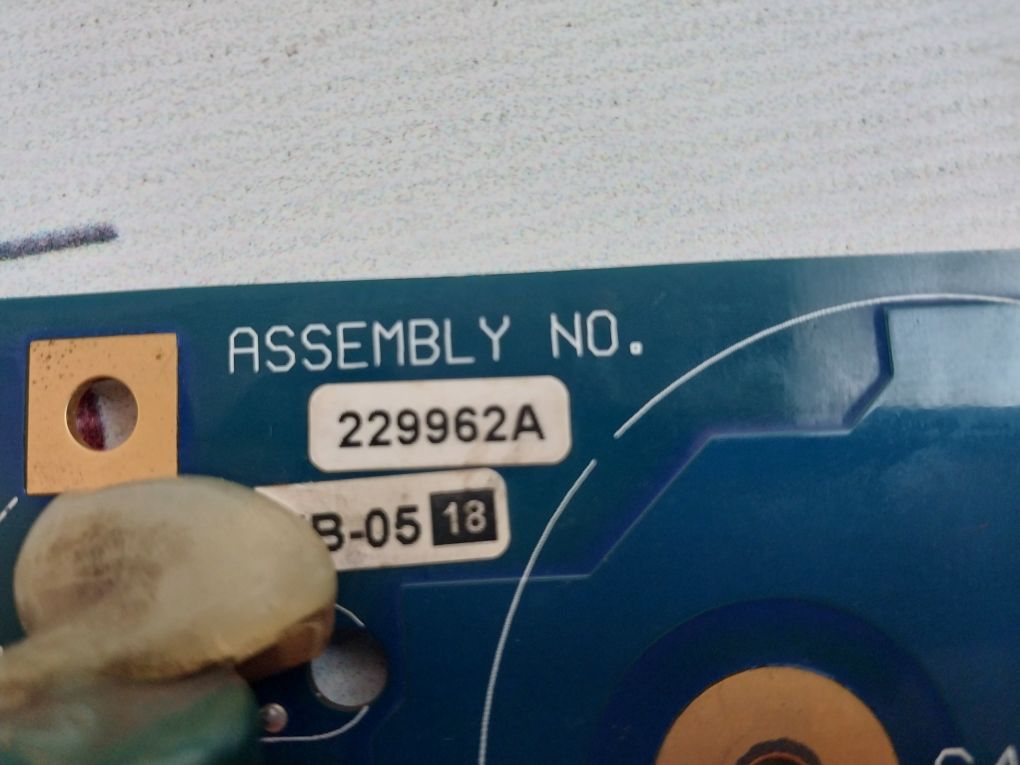 ASSEMBLY NO.
229962A
B-05 18